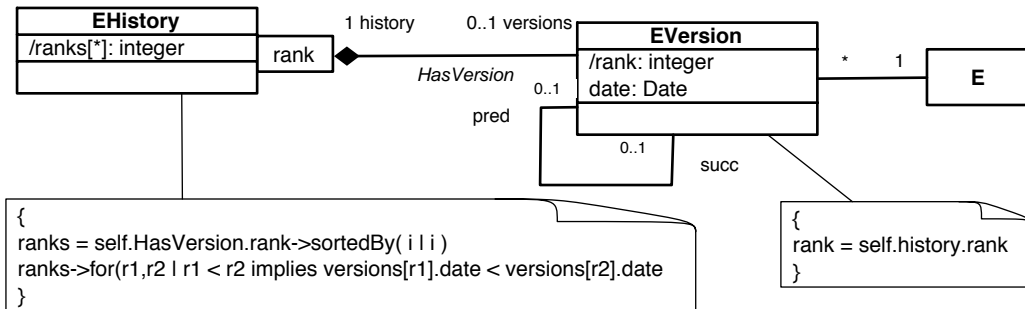 EHistory
/ranks[*]: integer
rank
1 history
0..1 versions
HasVersion
EVersion
/rank: integer
date: Date
*
1
E
0..1
pred
0..1
succ
{
ranks = self.HasVersion.rank->sortedBy( i | i )
ranks->for(r1,r2 | r1 < r2 implies versions[r1].date < versions[r2].date
}
{
rank = self.history.rank
}